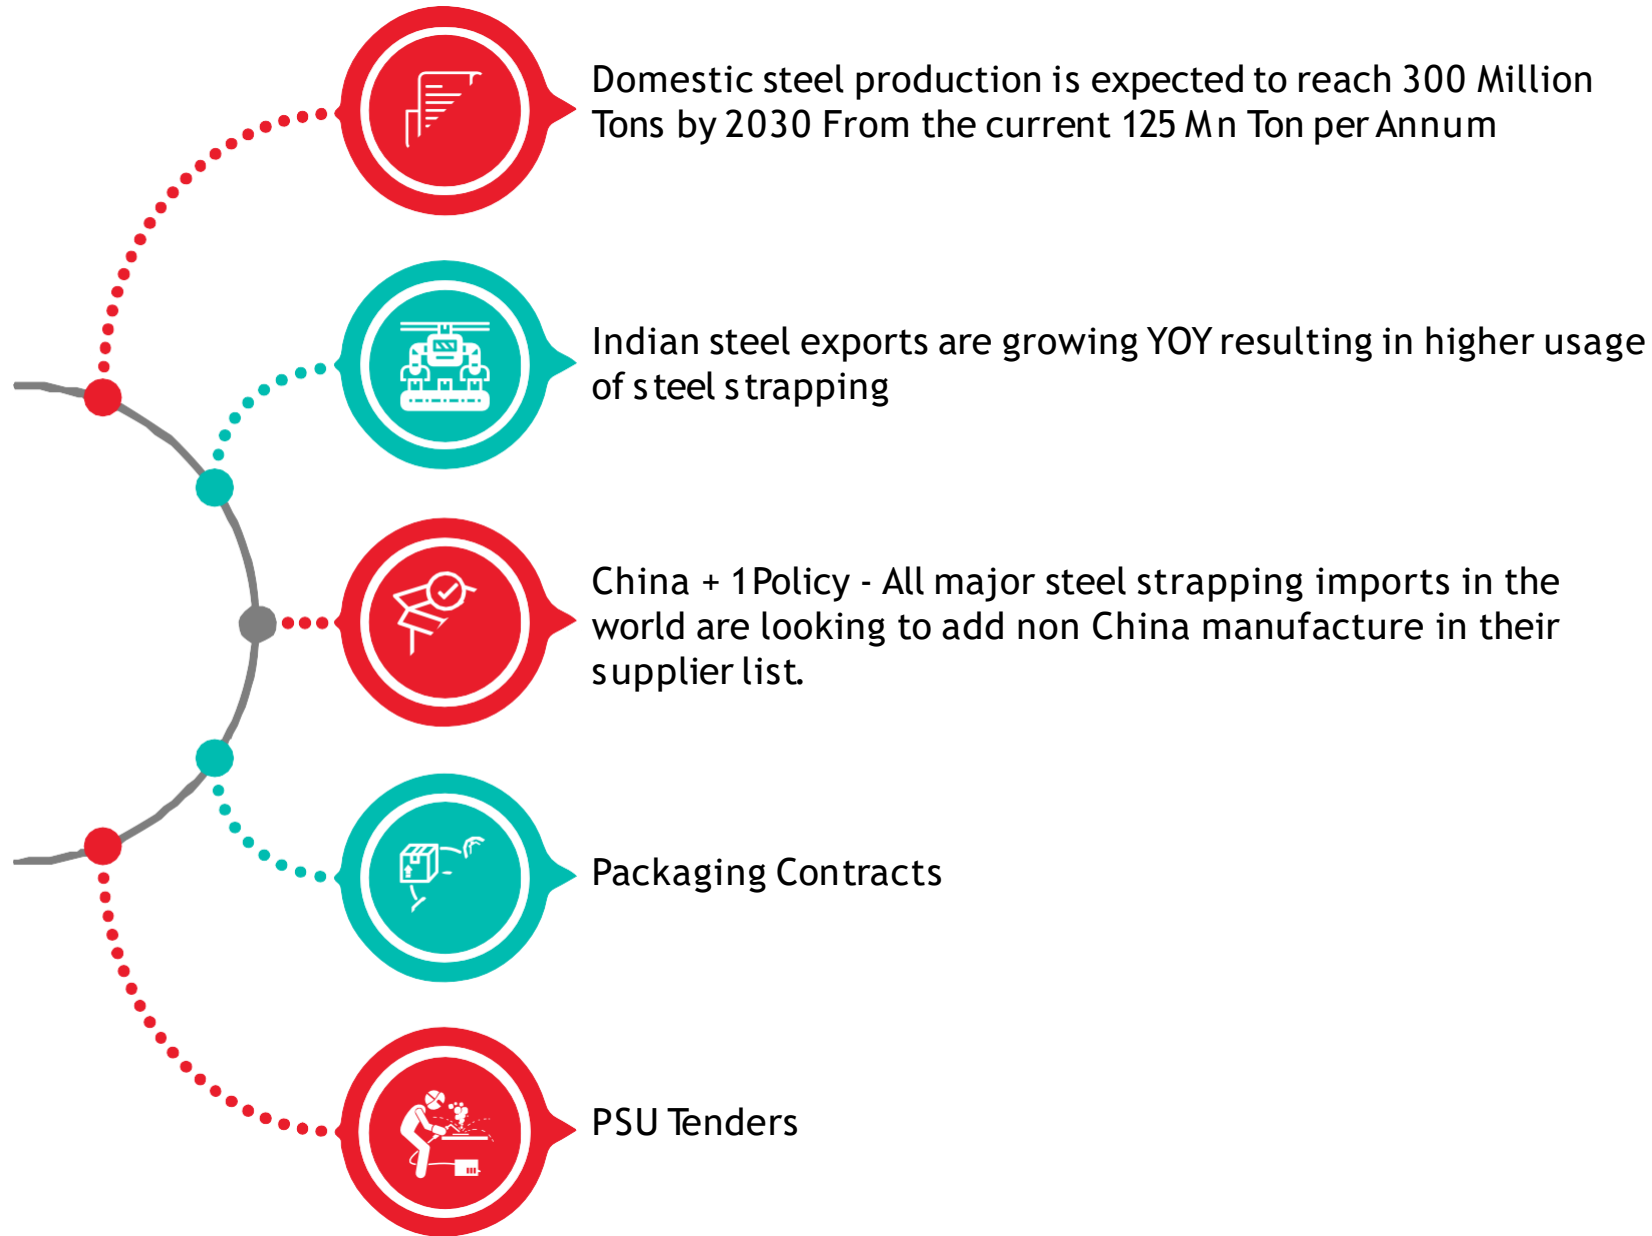 Domestic steel production is expected to reach 300 Million
Tons by 2030 From the current 125 Mn Ton per Annum
Indian steel exports are growing YOY resulting in higher usage
of steel strapping
China + 1Policy - All major steel strapping imports in the
world are looking to add non China manufacture in their
supplier list.
Packaging Contracts
PSU Tenders